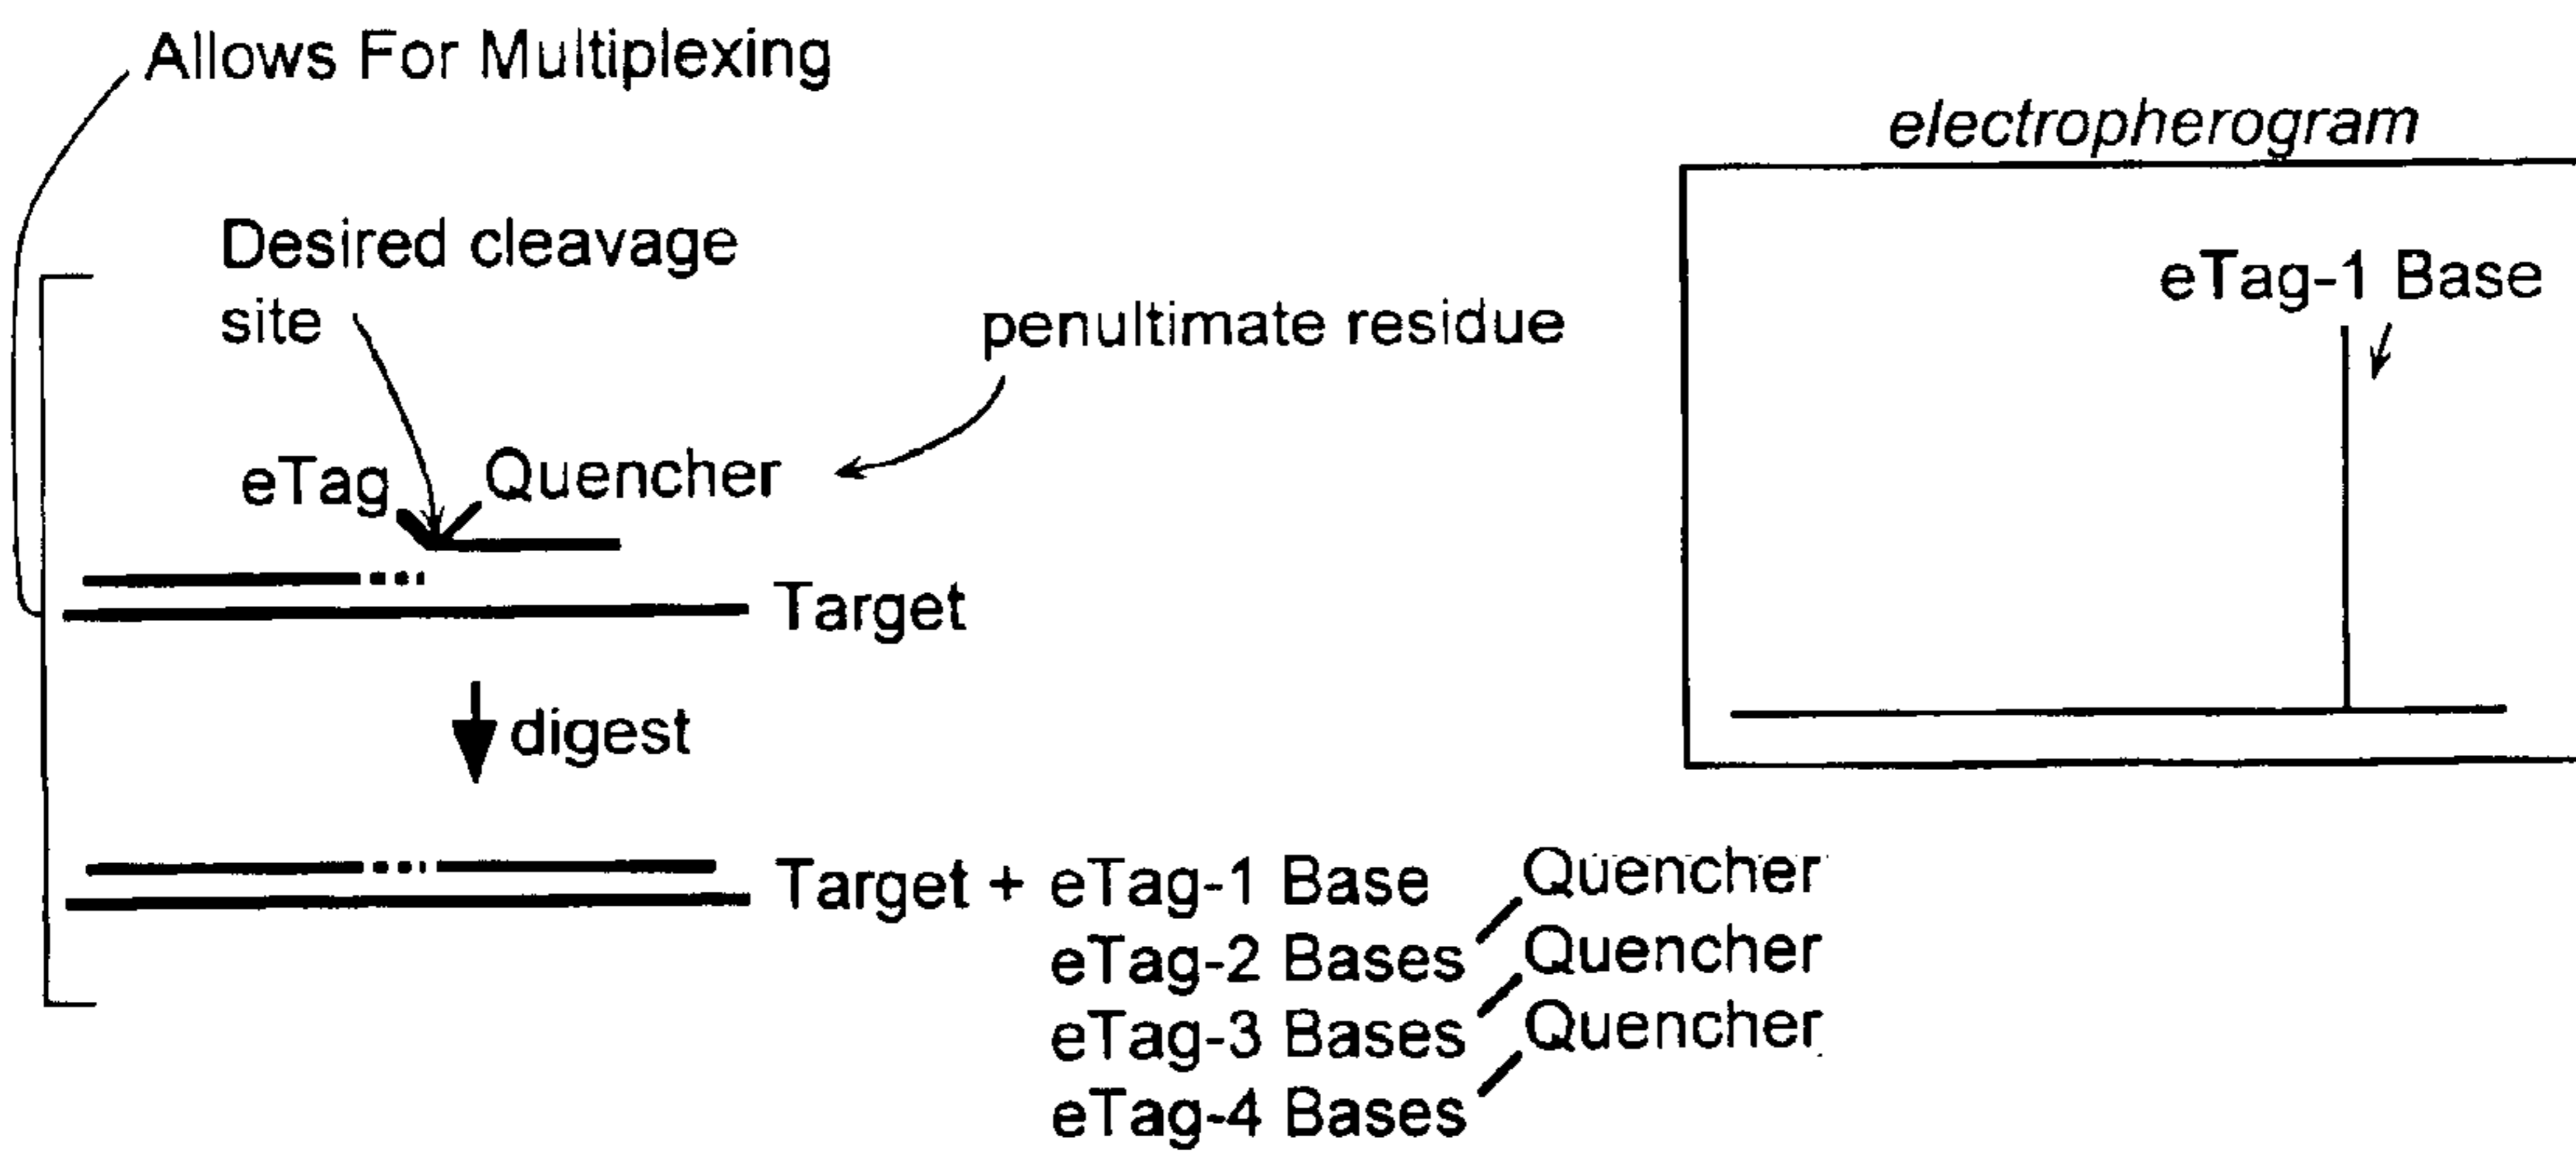 Allows For Multiplexing
electropherogram
Desired cleavage
site
eTag-1 Base
penultimate residue
eTag
Quencher
Target
digest
Target + eTag-1 Base
Quencher
eTag-2 Bases
Quencher
eTag-3 Bases
Quencher
eTag-4 Bases